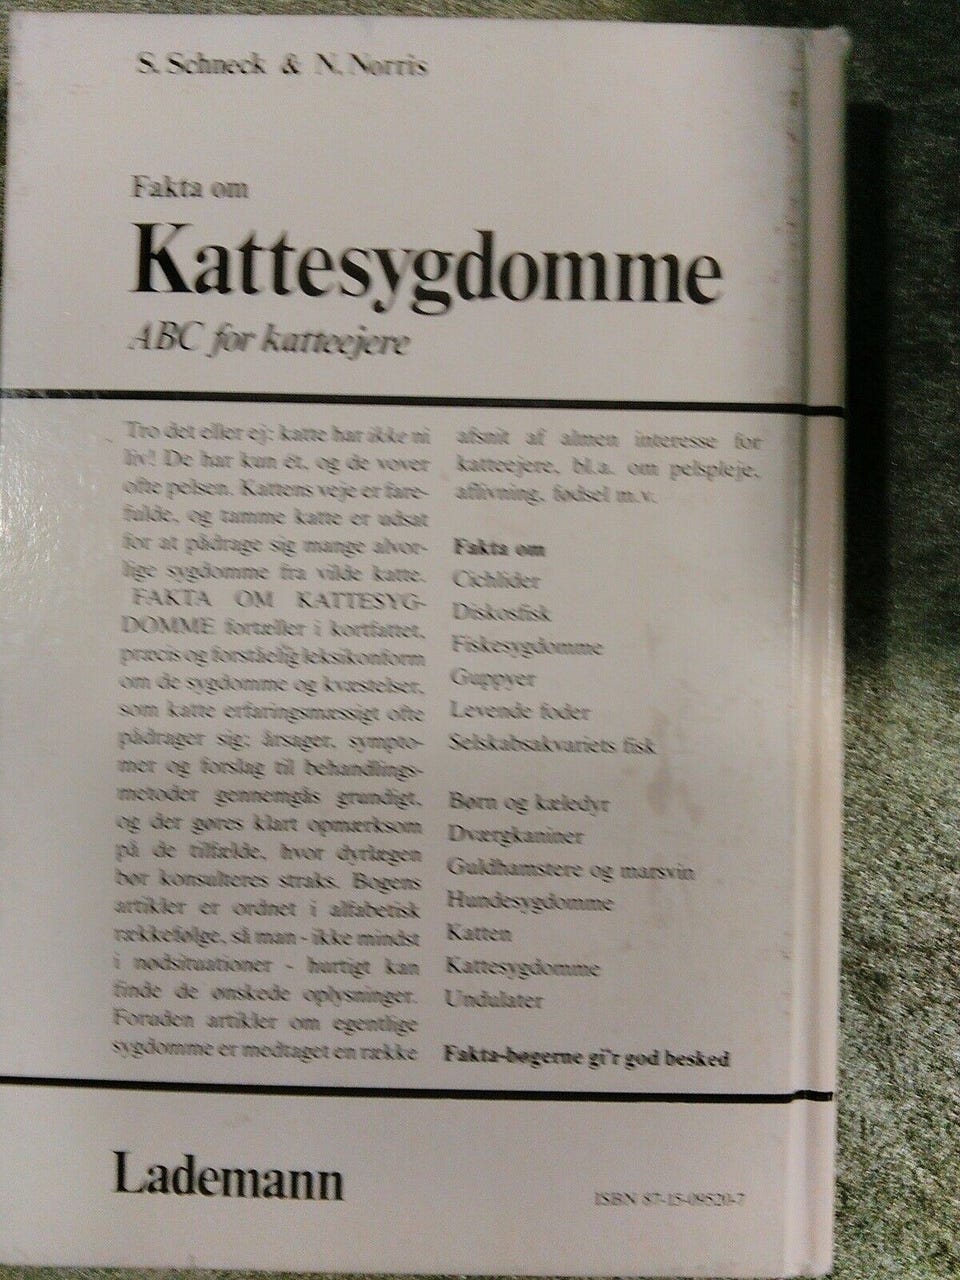 S. Schneck & N. Norris
Fakta om
Kattesygdomme
ABC for katteejere
Tro det eller ej: katte har ikke ni
liv! De har kun ét, og de vover
ofte pelsen. Kattens veje er fare-
fulde, og tamme katte er udsat
for at pådrage sig mange alvor-
lige sygdomme fra vilde katte.
FAKTA OM KATTESYG-
DOMME fortæller i kortfattet,
præcis og forståelig leksikonform
om de sygdomme og kvæstelser,
som katte erfaringsmæssigt ofte
pådrager sig; årsager, sympto-
mer og forslag til behandlings-
metoder gennemgås grundigt,
og der gøres klart opmærksom
på de tilfælde, hvor dyrlægen
bør konsulteres straks. Bogens
artikler er ordnet i alfabetisk
rækkefølge, så man - ikke mindst
i nødsituationer - hurtigt kan
finde de ønskede oplysninger.
Foruden artikler om egentlige
sygdomme er medtaget en række
afsnit af almen interesse for
katteejere, bl.a. om pelspleje,
aflivning, fødsel m.v.
Fakta om
Cichlider
Diskosfisk
Fiskesygdomme
Guppyer
Levende foder
Selskabsakvariets fisk
Børn og kæledyr
Dværgkaniner
Guldhamstere og marsvin
Hundesygdomme
Katten
Kattesygdomme
Undulater
Fakta-bøgerne gi'r god besked
Lademann
ISBN 87-15-09520-7